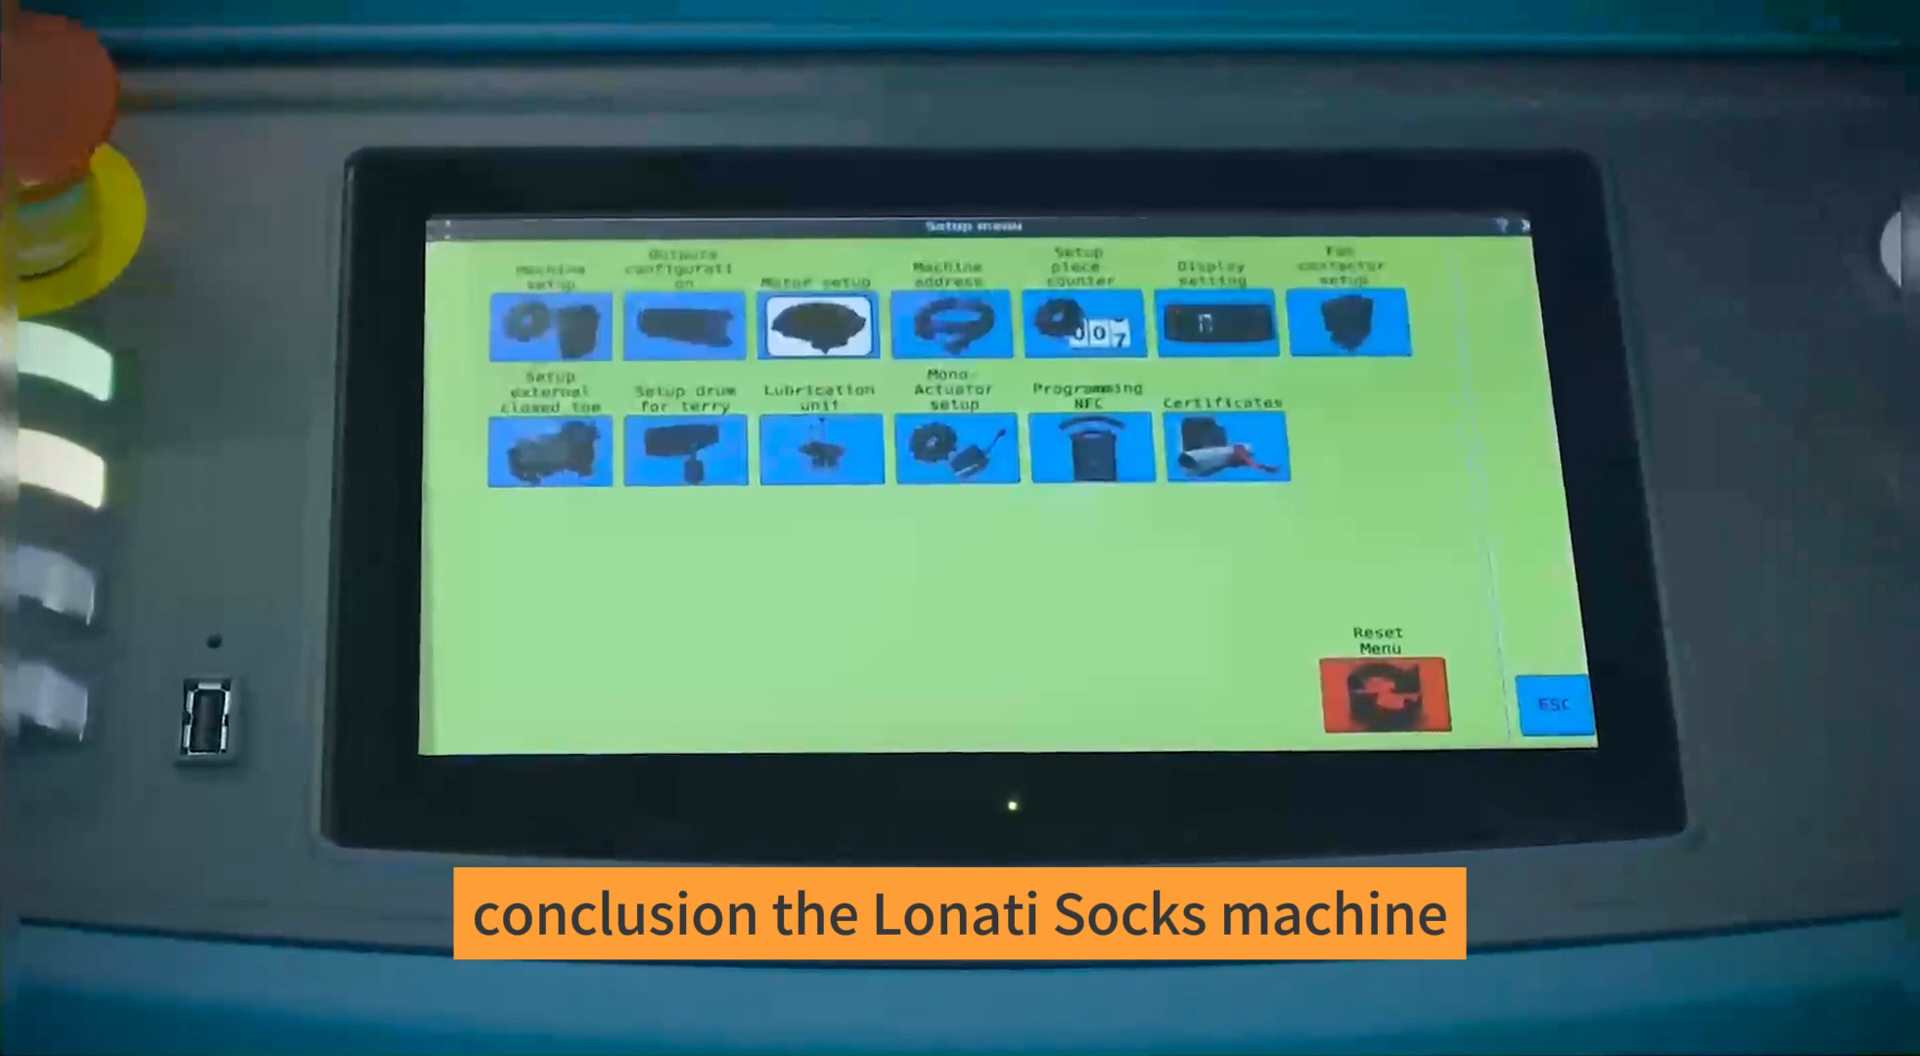 Setup menu ?
Machine
setup
Outputs
configurati
on
Motor setup
Machine
address
Setup
piece
counter
Display
setting
Fan
contactor
setup
007
Setup
external
closed toe
Setup drum
for terry
Lubrication
unit
Mono-
Actuator
setup
Programming
NFC
Certificates
Reset
Menu
ESC
conclusion the Lonati Socks machine